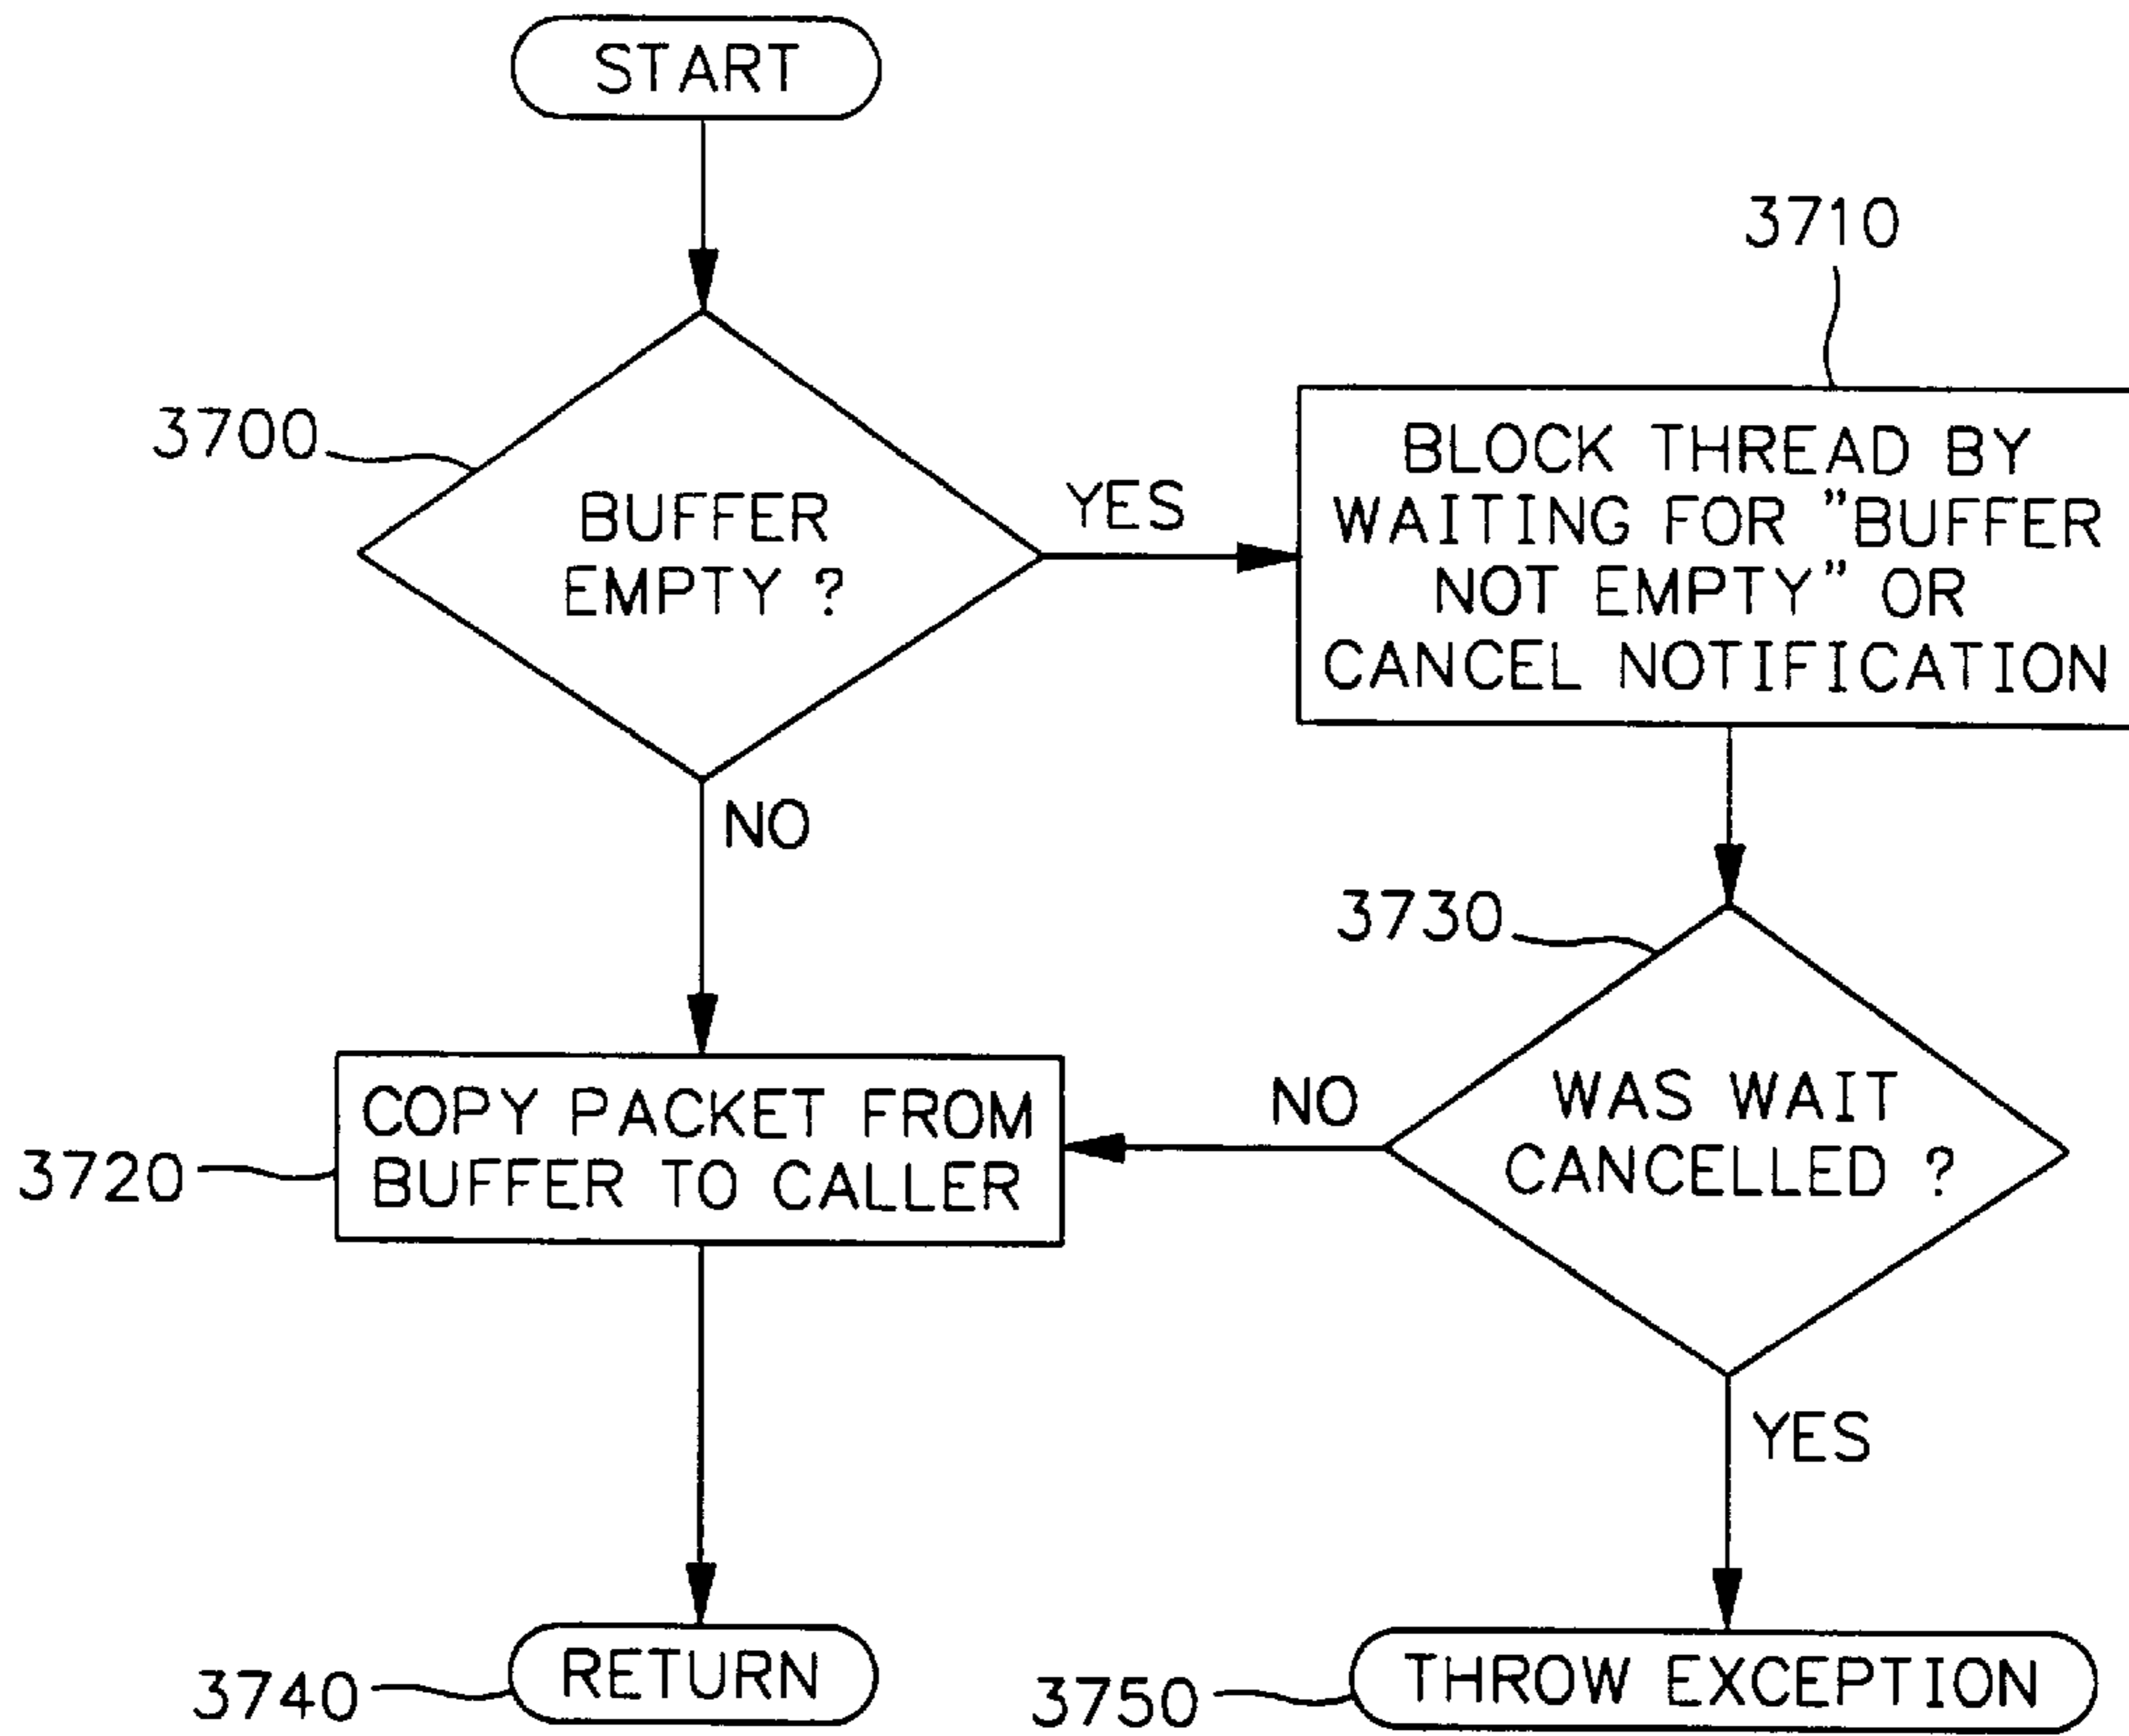 START
3710
3700
BUFFER
EMPTY ?
YES
BLOCK THREAD BY
WAITING FOR "BUFFER
NOT EMPTY" OR
CANCEL NOTIFICATION
NO
3730
WAS WAIT
CANCELLED ?
NO
COPY PACKET FROM
BUFFER TO CALLER
3720
YES
RETURN
3740
THROW EXCEPTION
3750